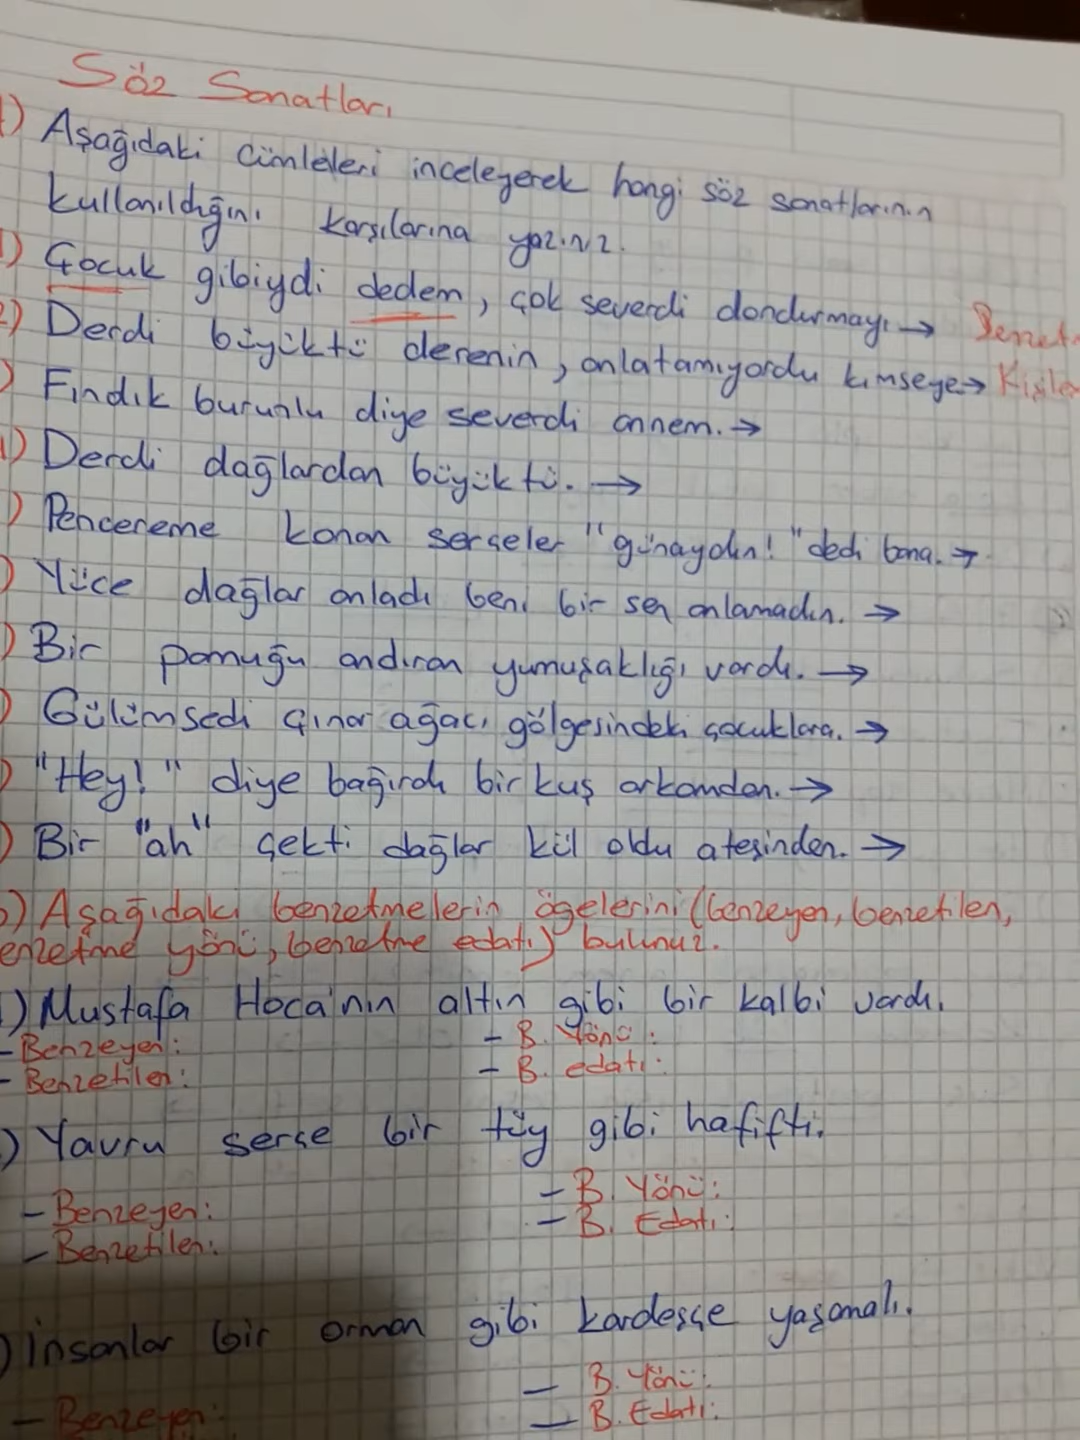 Söz Sanatları
Aşağıdaki cümleleri inceleyerek hangi söz sanatlarının
kullanıldığını karşılarına yazınız.
Çocuk gibiydi dedem, çok severdi dondurmayı →
2) Derdi büyüktü derenin, anlatamıyordu kimseye→
Fındık burunlu diye severdi annem. →
Derdi dağlardan büyüktü. →
Pencereme konan serçeler "günaydın!" dedi bana. →
Yüce dağlar anladı beni bir sen anlamadın. →
Bir pamuğu andıran yumuşaklığı vardı. →
Gülümsedi çınar ağacı gölgesindeki çocuklara. →
"Hey!" diye bağırdı bir kuş arkamdan. →
Bir "ah" çekti dağlar kül oldu ateşinden. →
b) Aşağıdaki benzetmelerin ögelerini (benzeyen, benzetilen,
enzetme yönü, benzetme edatı) bulunuz.
Mustafa Hoca'nın altın gibi bir kalbi vardı.
- Benzeyen: - B. Yönü:
- Benzetilen: - B. edatı:
Yavru serçe bir tüy gibi hafifti.
- Benzeyen: - B. Yönü:
- Benzetilen: - B. Edatı:
İnsanlar bir orman gibi kardeşçe yaşamalı.
- B. Yönü:
- Benzeyen: - B. Edatı: